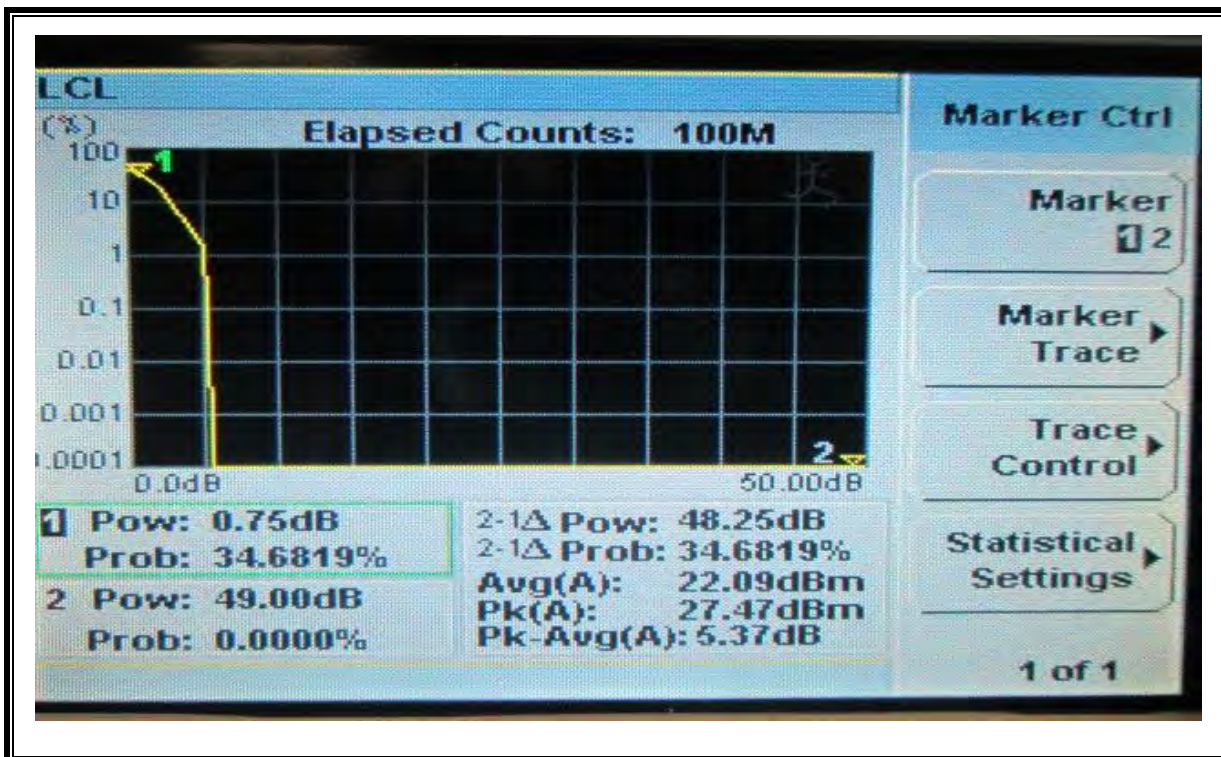 LCL
(%)
Elapsed Counts: 100M
100
1
10
1
0.1
0.01
0.001
.0001
2
0.0dB
50.00dB
1 Pow: 0.75dB
Prob: 34.6819%
2 Pow: 49.00dB
Prob: 0.0000%
2-1Δ Pow: 48.25dB
2-1Δ Prob: 34.6819%
Avg(A): 22.09dBm
Pk(A): 27.47dBm
Pk-Avg(A): 5.37dB
Marker Ctrl
Marker
1 2
Marker
Trace
Trace
Control
Statistical
Settings
1 of 1